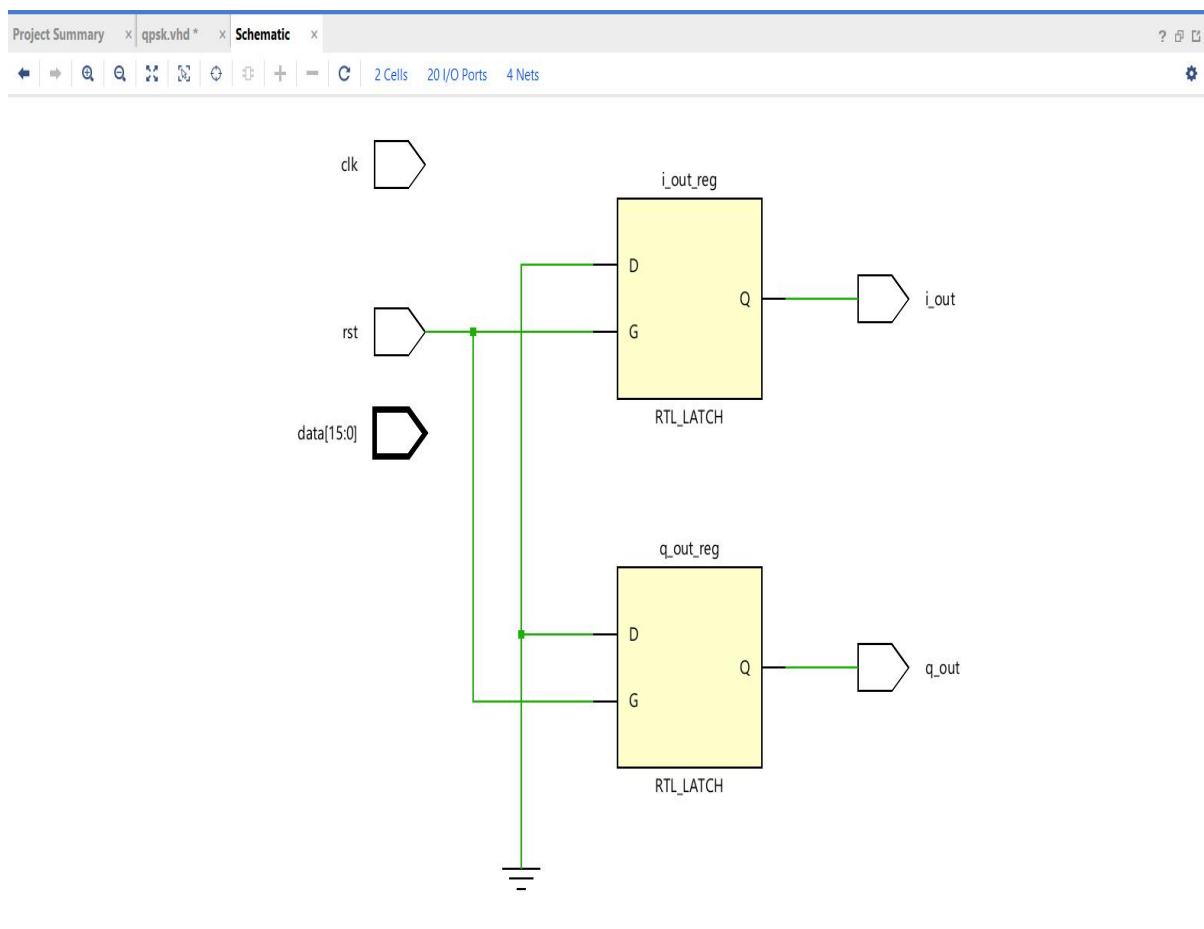 Project Summary × qpsk.vhd * × Schematic × ?
2 Cells 20 I/O Ports 4 Nets
clk
i_out_reg
D
Q
i_out
rst
G
RTL_LATCH
data[15:0]
q_out_reg
D
Q
q_out
G
RTL_LATCH